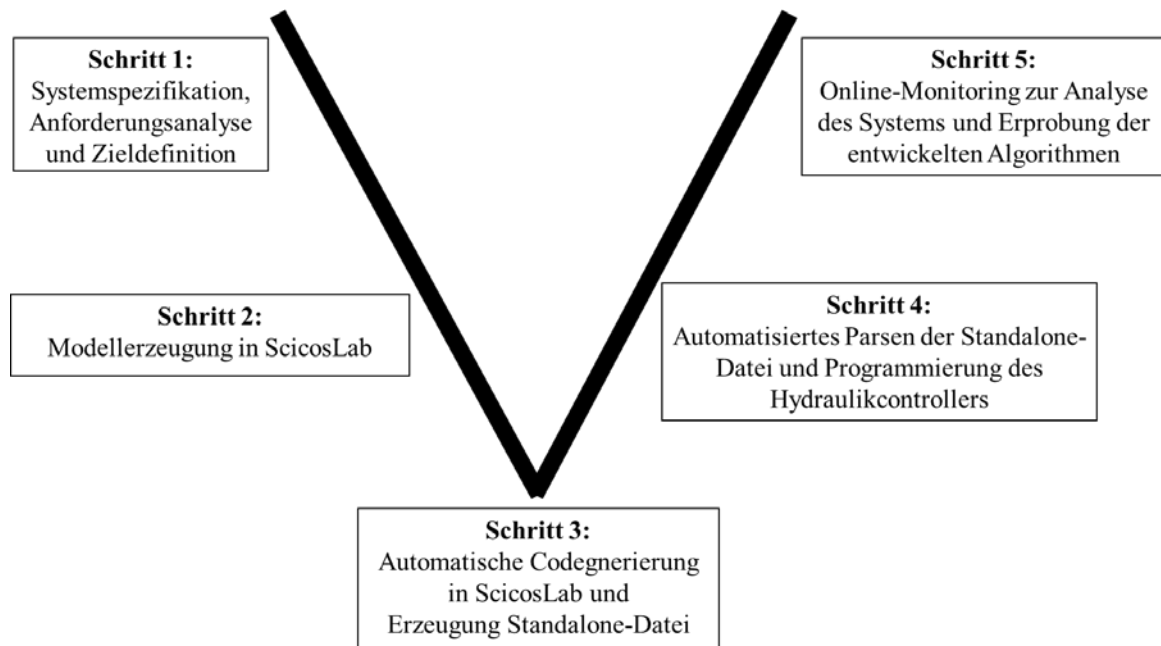 Schritt 1:
Systemspezifikation,
Anforderungsanalyse
und Zieldefinition
Schritt 2:
Modellerzeugung in ScicosLab
Schritt 3:
Automatische Codegnerierung
in ScicosLab und
Erzeugung Standalone-Datei
Schritt 4:
Automatisiertes Parsen der Standalone-
Datei und Programmierung des
Hydraulikcontrollers
Schritt 5:
Online-Monitoring zur Analyse
des Systems und Erprobung der
entwickelten Algorithmen